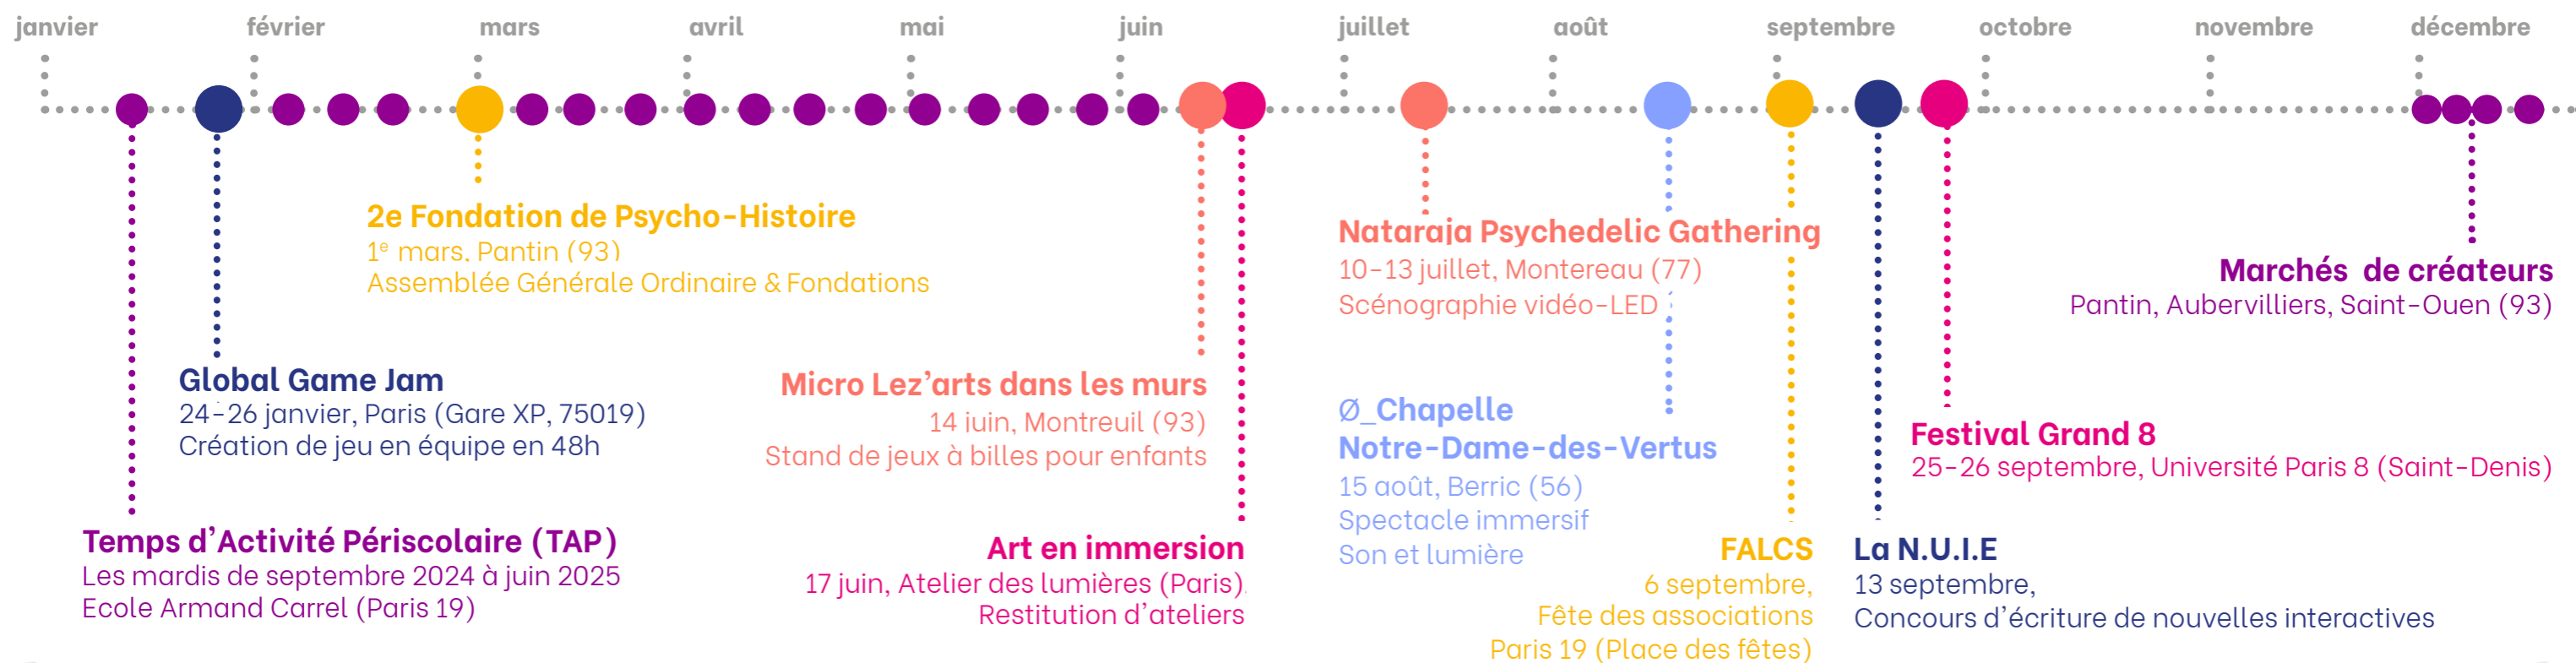 janvier février mars avril mai juin juillet août septembre octobre novembre décembre
2e Fondation de Psycho-Histoire
1e mars. Pantin (93)
Assemblée Générale Ordinaire & Fondations
Nataraja Psychedelic Gathering
10-13 juillet, Montereau (77)
Scénographie vidéo-LED
Marchés de créateurs
Pantin, Aubervilliers, Saint-Ouen (93)
Global Game Jam
24-26 janvier, Paris (Gare XP, 75019)
Création de jeu en équipe en 48h
Micro Lez’arts dans les murs
14 juin, Montreuil (93)
Stand de jeux à billes pour enfants
Ø_Chapelle
Notre-Dame-des-Vertus
15 août, Berric (56)
Spectacle immersif
Son et lumière
Festival Grand 8
25-26 septembre, Université Paris 8 (Saint-Denis)
Temps d’Activité Périscolaire (TAP)
Les mardis de septembre 2024 à juin 2025
Ecole Armand Carrel (Paris 19)
Art en immersion
17 juin, Atelier des lumières (Paris)
Restitution d’ateliers
FALCS
6 septembre,
Fête des associations
Paris 19 (Place des fêtes)
La N.U.I.E
13 septembre,
Concours d’écriture de nouvelles interactives